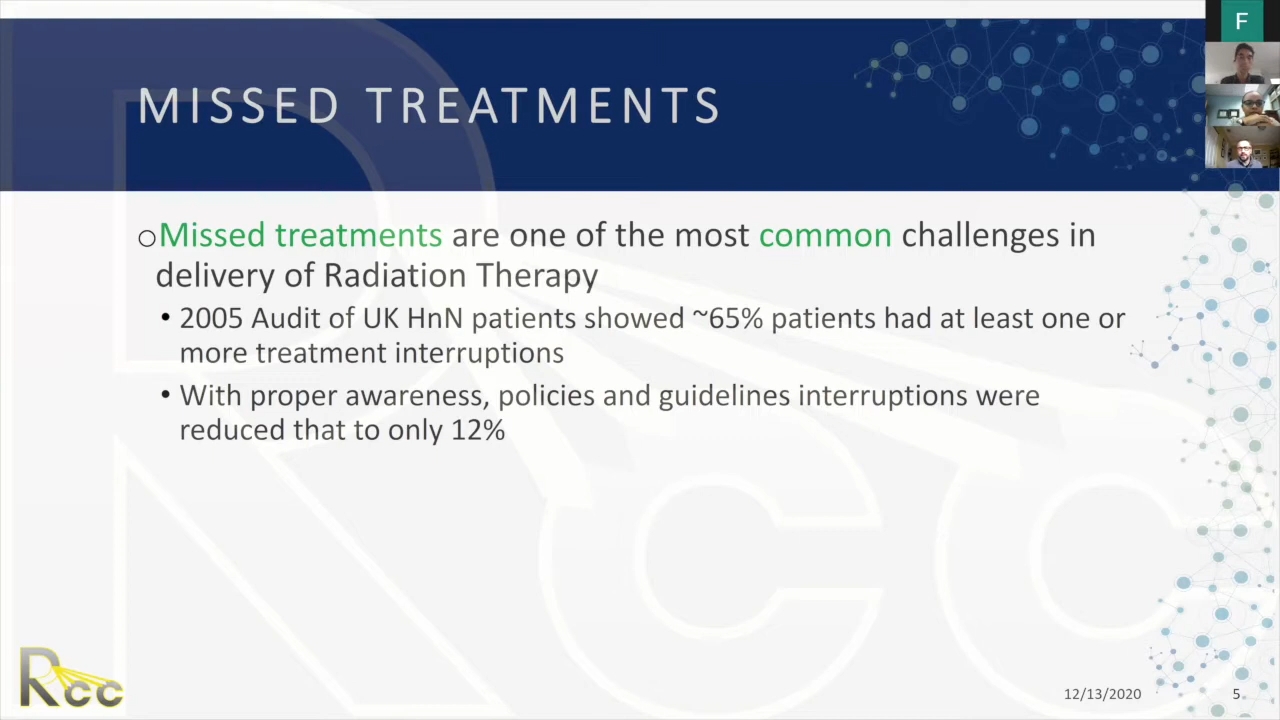 F
MISSED TREATMENTS
oMissed treatments are one of the most common challenges in
delivery of Radiation Therapy
• 2005 Audit of UK HnN patients showed ~65% patients had at least one or
more treatment interruptions
• With proper awareness, policies and guidelines interruptions were
reduced that to only 12%
Rcc
12/13/2020
5